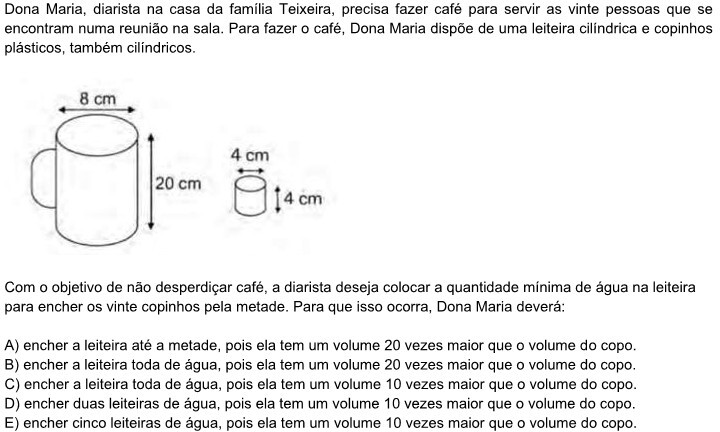 Dona Maria, diarista na casa da família Teixeira, precisa fazer café para servir as vinte pessoas que se
encontram numa reunião na sala. Para fazer o café, Dona Maria dispõe de uma leiteira cilíndrica e copinhos
plásticos, também cilíndricos.
8 cm
20 cm
4 cm
4 cm
Com o objetivo de não desperdiçar café, a diarista deseja colocar a quantidade mínima de água na leiteira
para encher os vinte copinhos pela metade. Para que isso ocorra, Dona Maria deverá:
A) encher a leiteira até a metade, pois ela tem um volume 20 vezes maior que o volume do copo.
B) encher a leiteira toda de água, pois ela tem um volume 20 vezes maior que o volume do copo.
C) encher a leiteira toda de água, pois ela tem um volume 10 vezes maior que o volume do copo.
D) encher duas leiteiras de água, pois ela tem um volume 10 vezes maior que o volume do copo.
E) encher cinco leiteiras de água, pois ela tem um volume 10 vezes maior que o volume do copo.